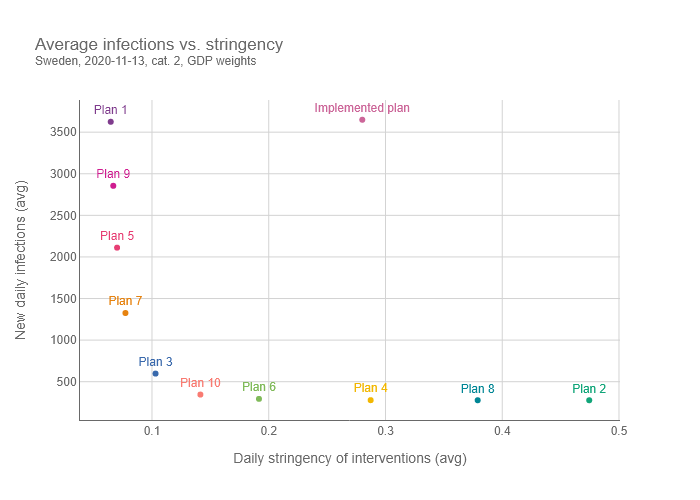 Average infections vs. stringency
Sweden, 2020-11-13, cat. 2, GDP weights
Plan 1
Implemented plan
3500
Plan 9
3000
2500
Plan 5
2000
Plan 7
1500
1000
Plan 3
500
Plan 10
Plan 6
Plan 4
Plan 8
Plan 2
0.1
0.2
0.3
0.4
0.5
New daily infections (avg)
Daily stringency of interventions (avg)